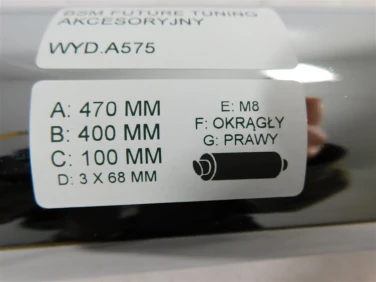 BSM FUTURE TUNING
AKCESORYJNY
WYD.A575
A: 470 MM
B: 400 MM
C: 100 MM
D: 3 X 68 MM
E: M8
F: OKRĄGŁY
G: PRAWY